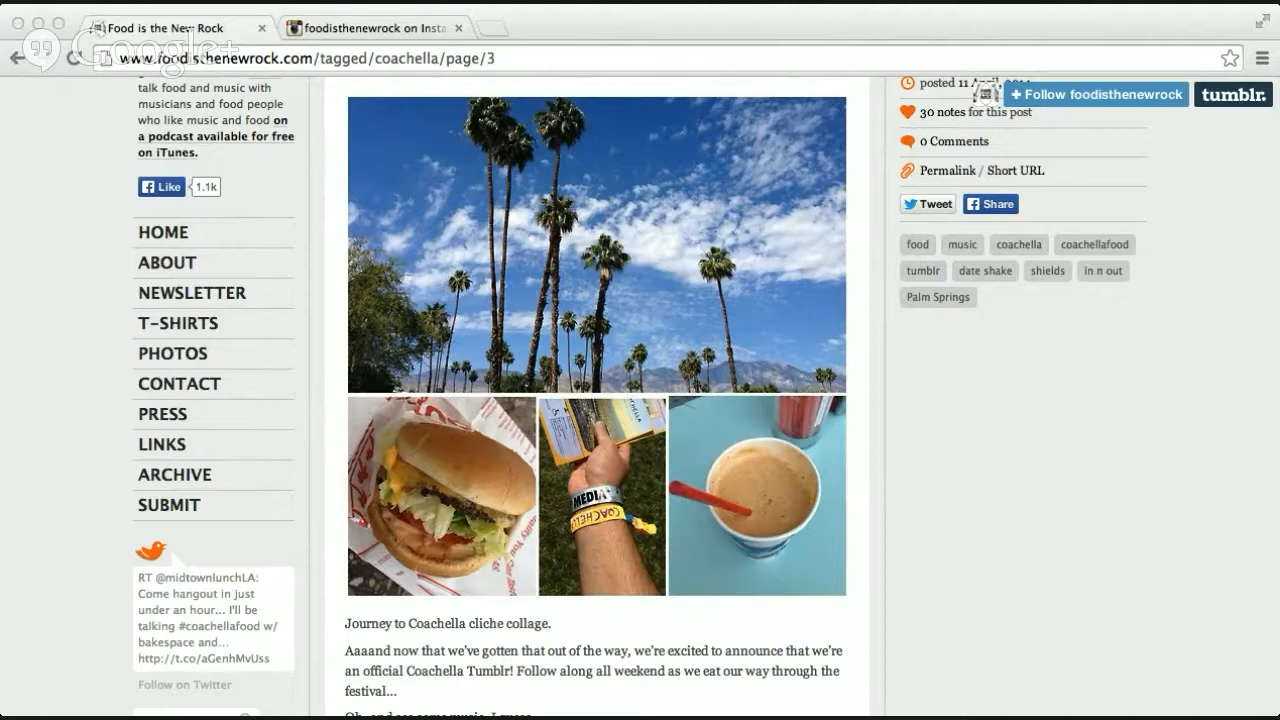 Food is the New Rock
foodisthenewrock on Insta
Google+
www.foodisthenewrock.com/tagged/coachella/page/3
talk food and music with
musicians and food people
who like music and food on
a podcast available for free
on iTunes.
Like
1.1k
HOME
ABOUT
NEWSLETTER
T-SHIRTS
PHOTOS
CONTACT
PRESS
LINKS
ARCHIVE
SUBMIT
RT @midtownlunchLA:
Come hangout in just
under an hour... I'll be
talking #coachellafood w/
bakespace and...
http://t.co/aGenhMvUss
Follow on Twitter
MEDIA
COACHELLA
Journey to Coachella cliche collage.
Aaaand now that we've gotten that out of the way, we're excited to announce that we're
an official Coachella Tumblr! Follow along all weekend as we eat our way through the
festival...
posted 11 April,
+ Follow foodisthenewrock
tumblr.
30 notes for this post
0 Comments
Permalink / Short URL
Tweet
Share
food
music
coachella
coachellafood
tumblr
date shake
shields
in n out
Palm Springs